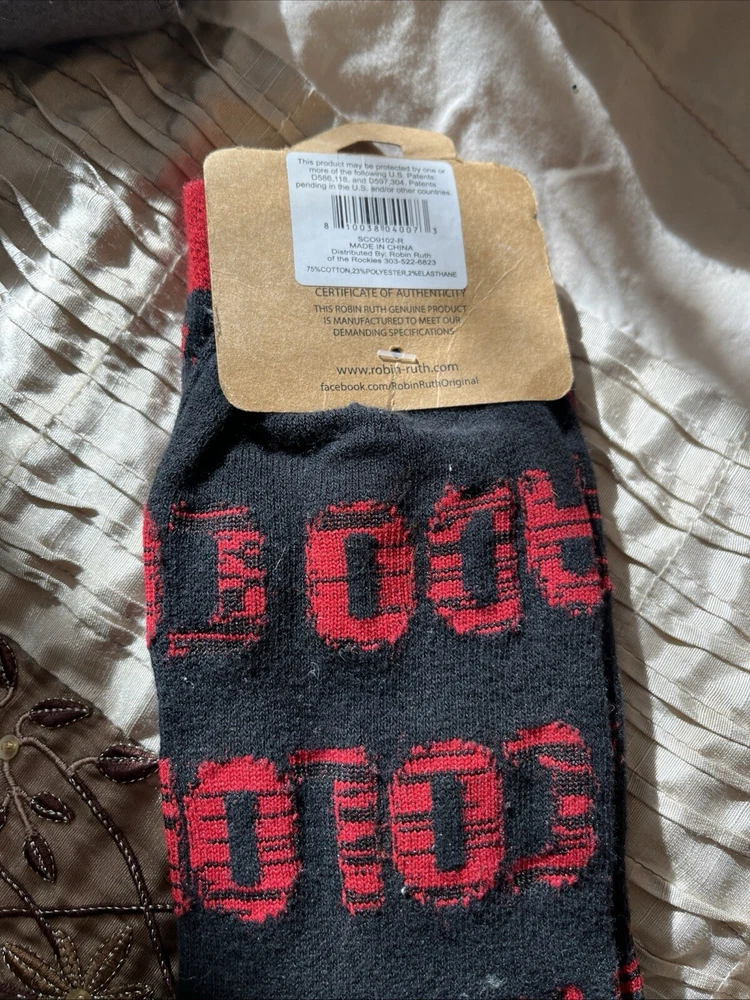 This product may be protected by one or
more of the following U.S. Patents:
D586,118, and D597,304. Patents
pending in the U.S. and/or other countries.
8 10038 04007 3
SCO9102-R
MADE IN CHINA
Distributed By: Robin Ruth
of the Rockies 303-522-6823
75%COTTON,23%POLYESTER,2%ELASTHANE
CERTIFICATE OF AUTHENTICITY
THIS ROBIN RUTH GENUINE PRODUCT
IS MANUFACTURED TO MEET OUR
DEMANDING SPECIFICATIONS
www.robin-ruth.com
facebook.com/RobinRuthOriginal